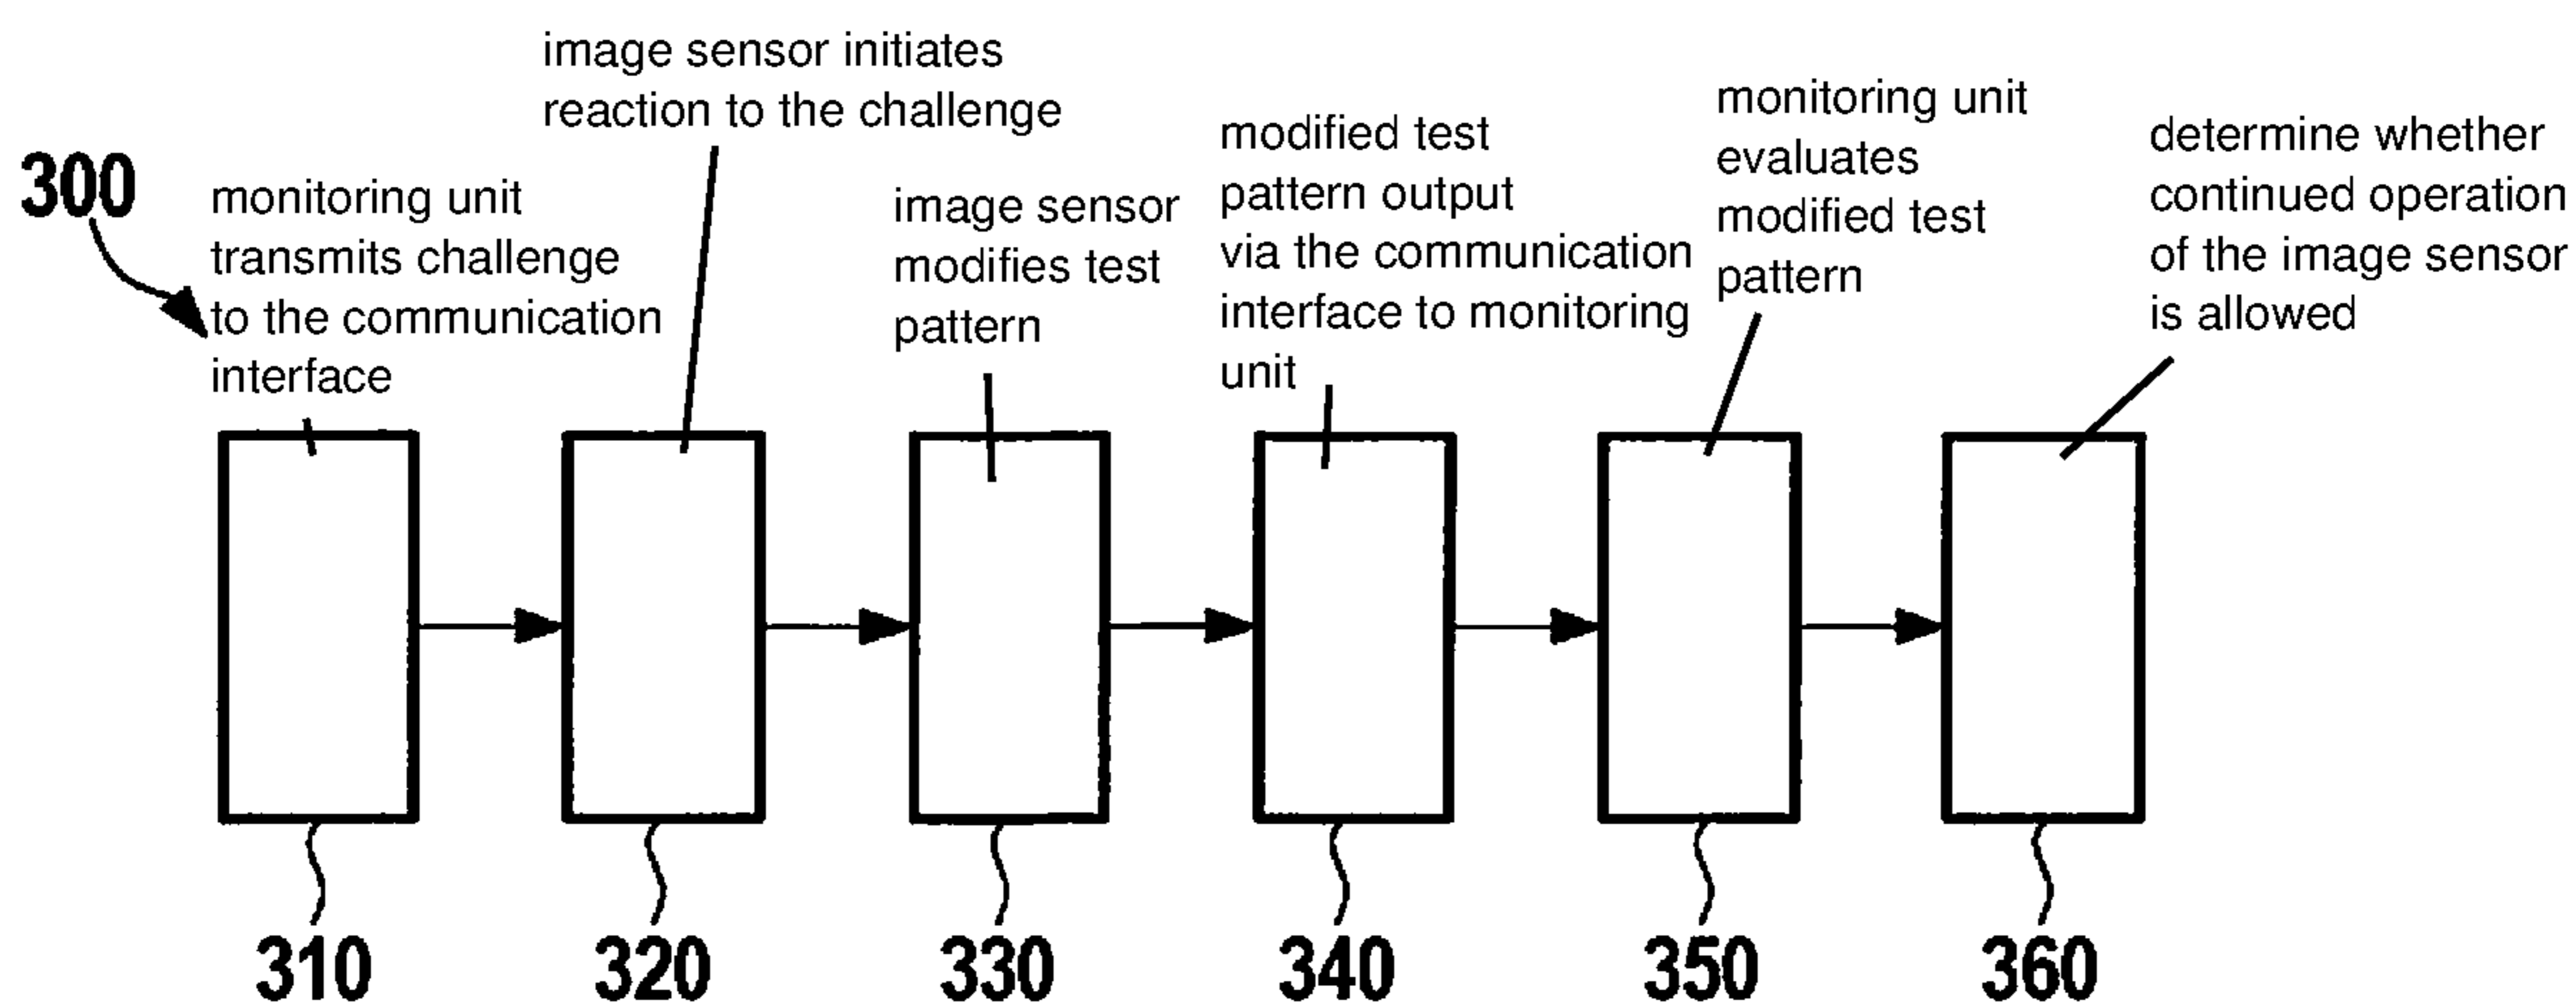 300
monitoring unit
transmits challenge
to the communication
interface
image sensor initiates
reaction to the challenge
image sensor
modifies test
pattern
modified test
pattern output
via the communication
interface to monitoring
unit
monitoring unit
evaluates
modified test
pattern
determine whether
continued operation
of the image sensor
is allowed
310
320
330
340
350
360